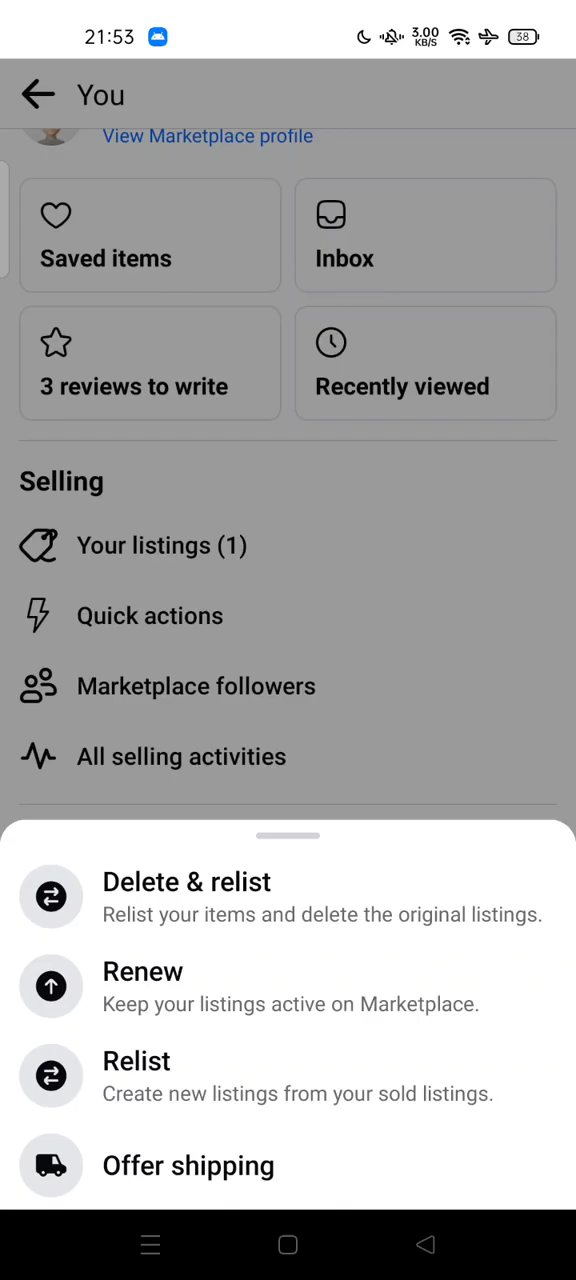 21:53
3.00
KB/S
38
You
View Marketplace profile
Saved items
Inbox
3 reviews to write
Recently viewed
Selling
Your listings (1)
Quick actions
Marketplace followers
All selling activities
Delete & relist
Relist your items and delete the original listings.
Renew
Keep your listings active on Marketplace.
Relist
Create new listings from your sold listings.
Offer shipping